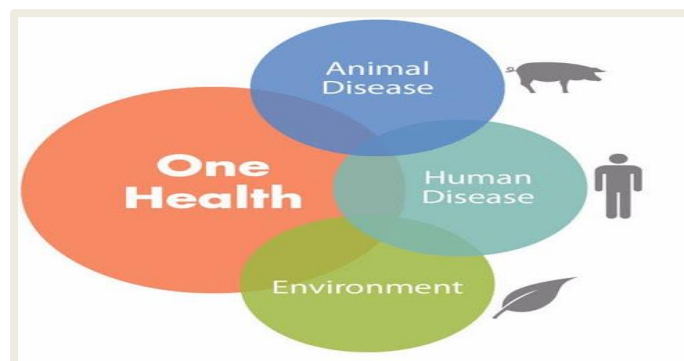 One
Health
Animal
Disease
Human
Disease
Environment